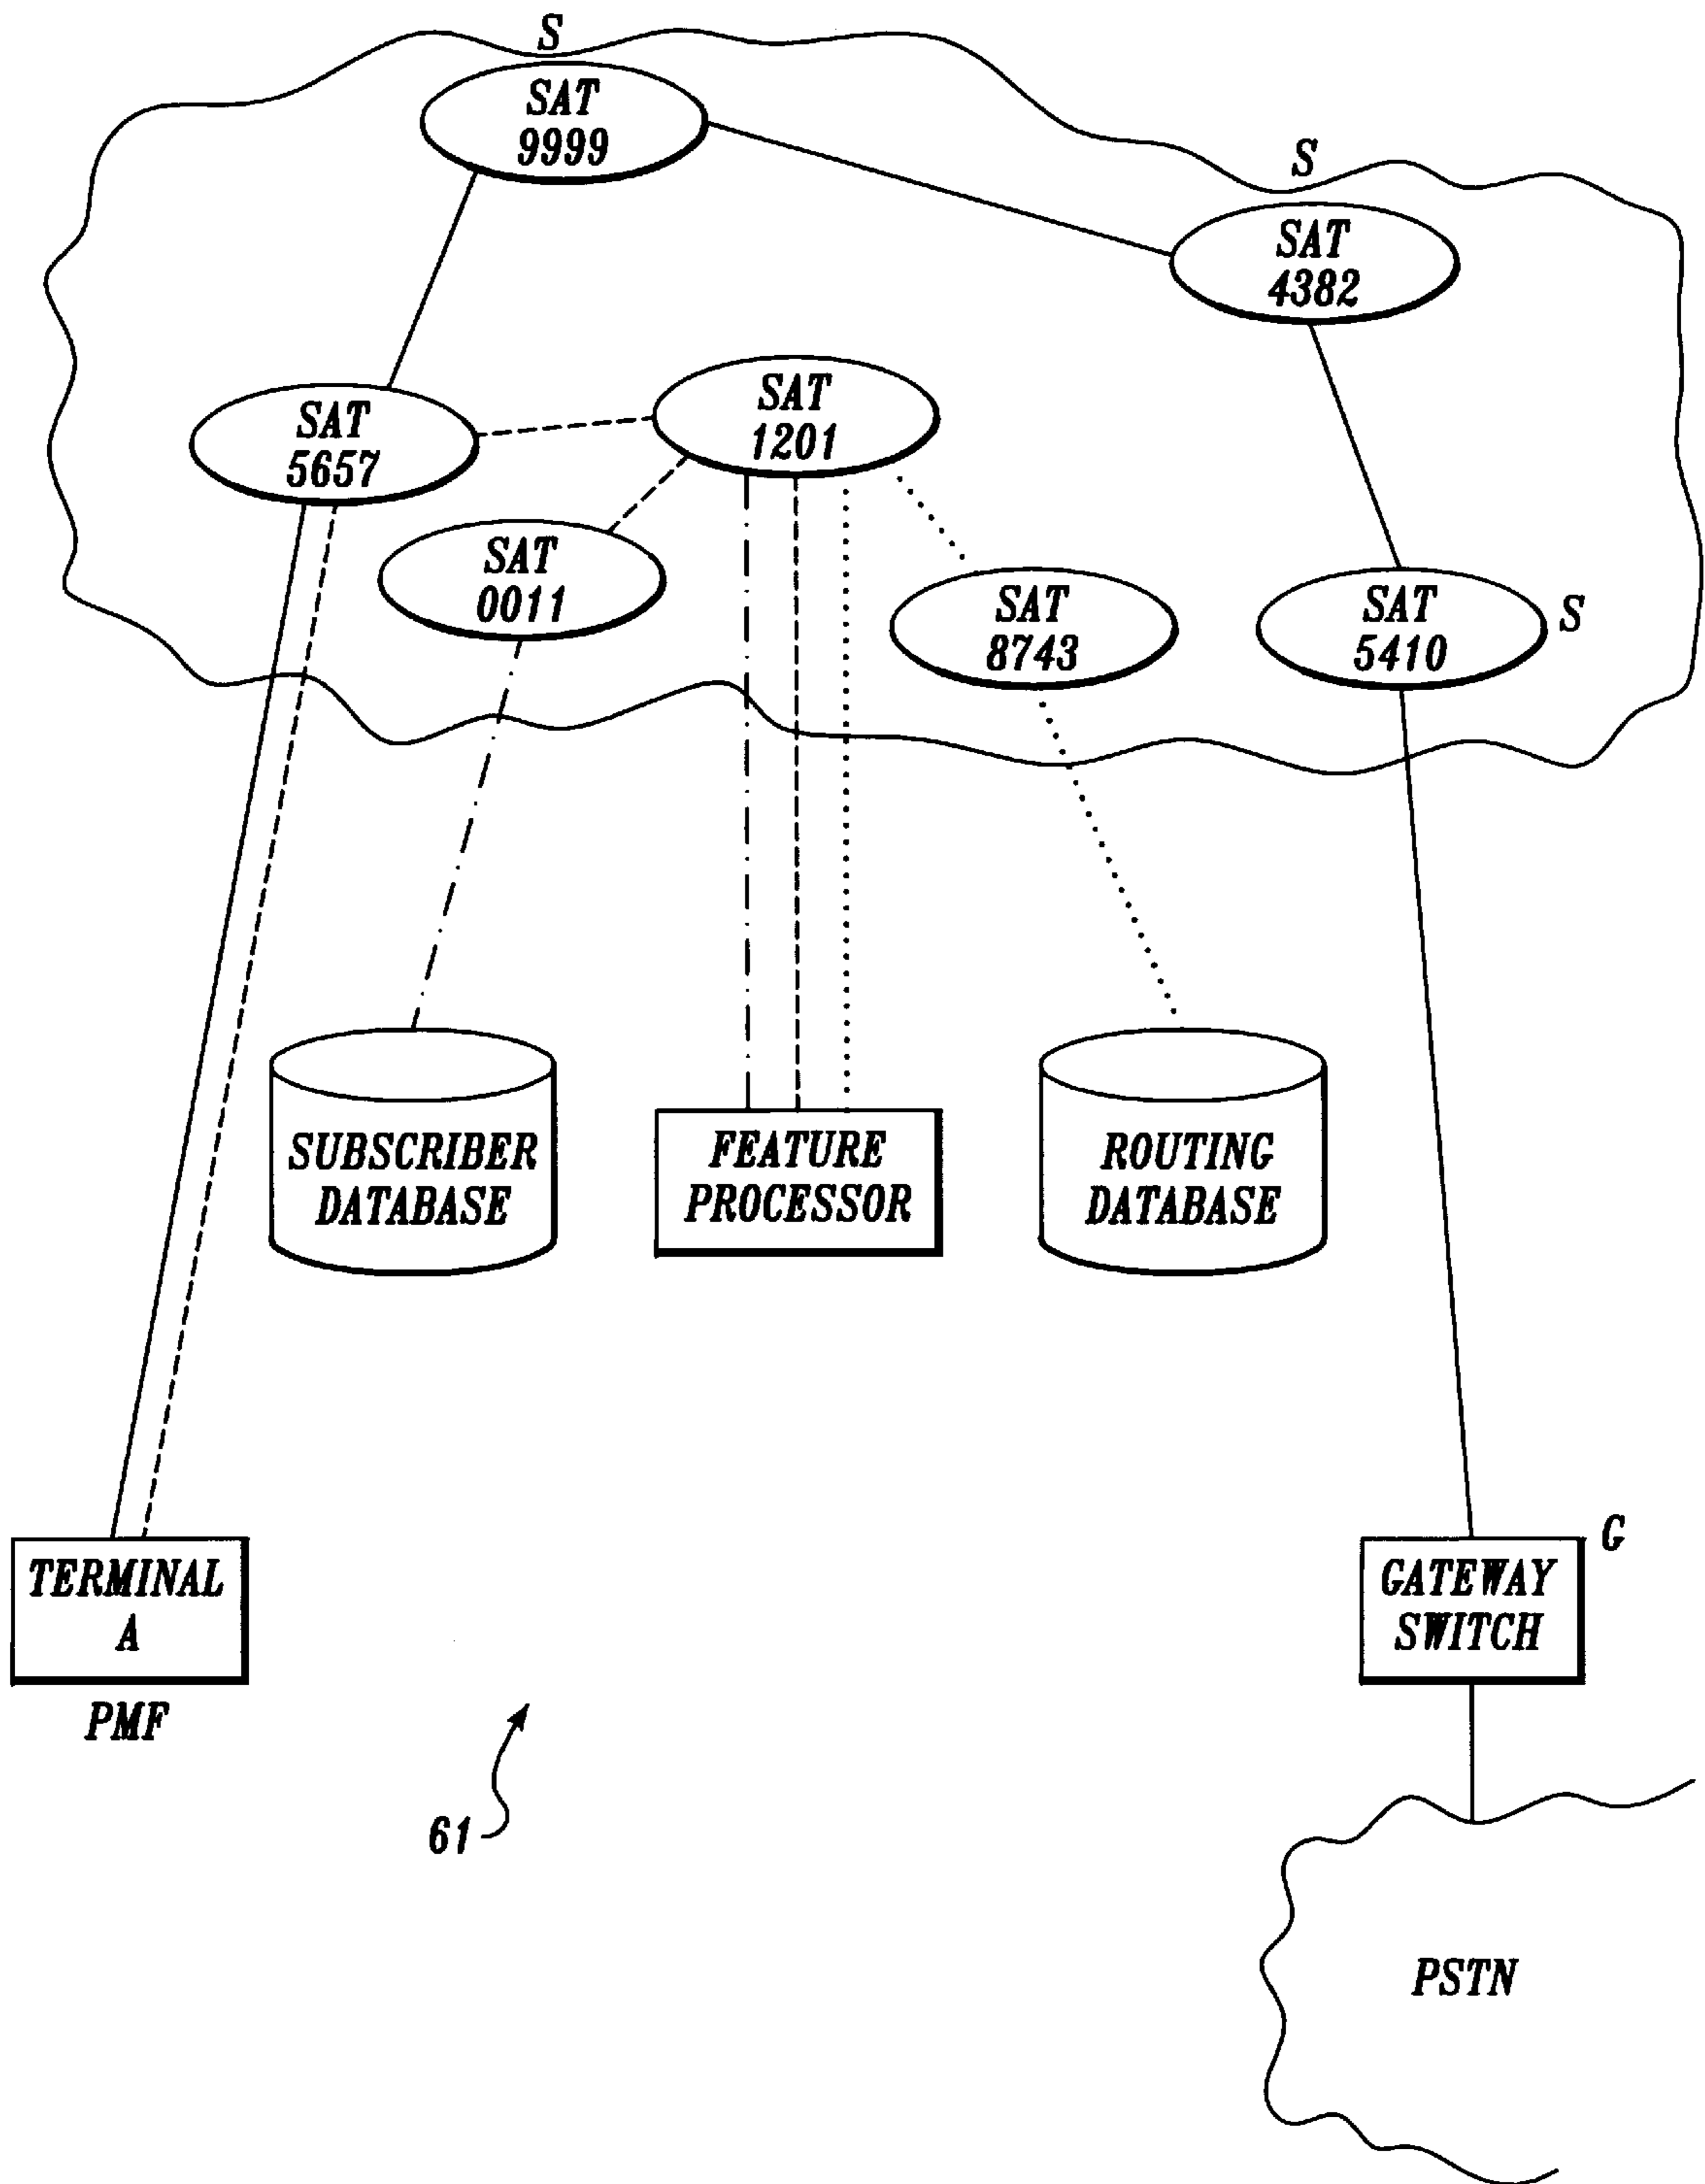 S
SAT
9999
S
SAT
4382
SAT
1201
SAT
5657
SAT
0011
SAT
8743
SAT
5410
S
SUBSCRIBER
DATABASE
FEATURE
PROCESSOR
ROUTING
DATABASE
TERMINAL
A
PMF
G
GATEWAY
SWITCH
61
PSTN